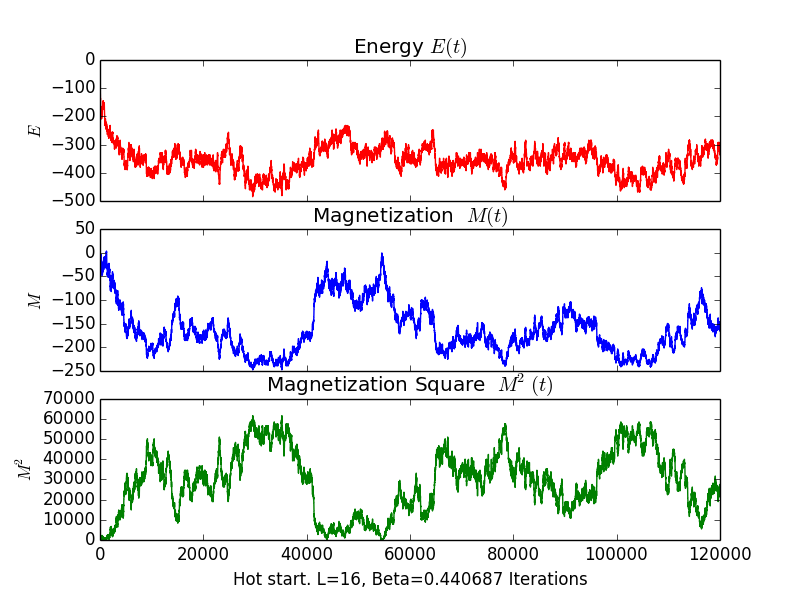 Energy E(t)
0
−100
−200
−300
−400
−500
E
Magnetization M(t)
50
0
−50
−100
−150
−200
−250
M
Magnetization Square M² (t)
70000
60000
50000
40000
30000
20000
10000
0
M²
0 20000 40000 60000 80000 100000 120000
Hot start. L=16, Beta=0.440687 Iterations